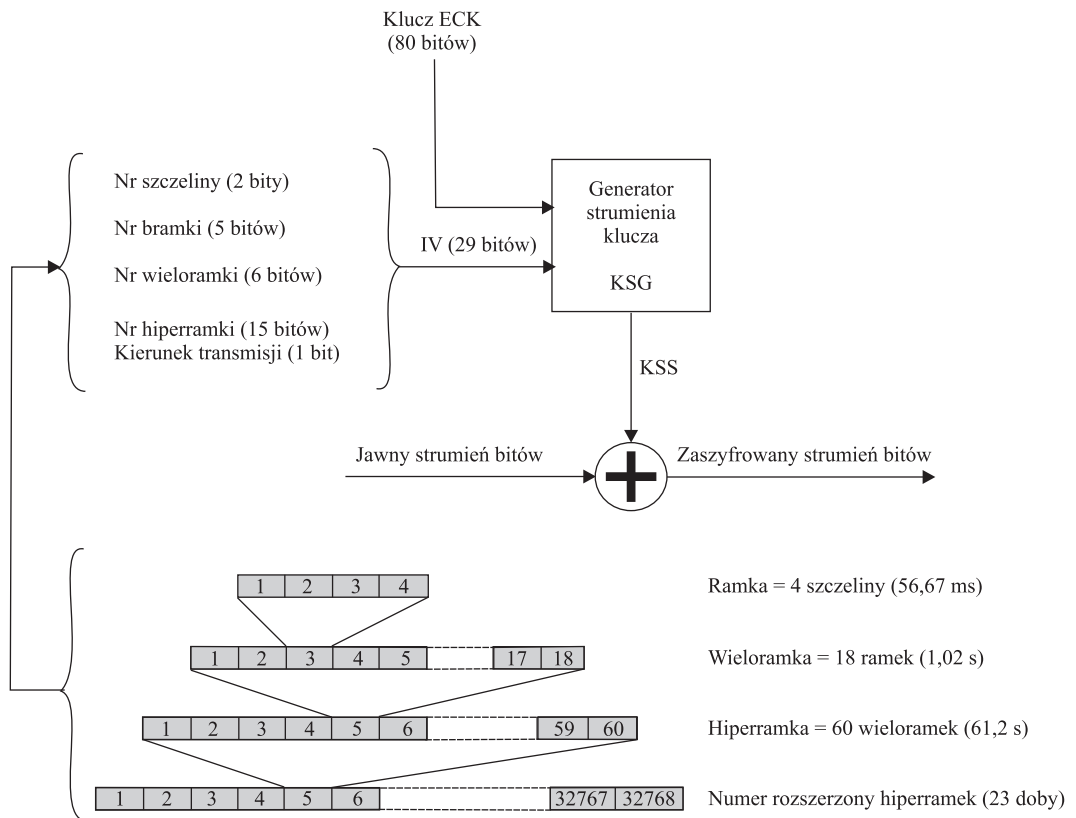 Klucz ECK
(80 bitów)
Nr szczeliny (2 bity)
Nr bramki (5 bitów)
Nr wieloramki (6 bitów)
Nr hiperramki (15 bitów)
Kierunek transmisji (1 bit)
IV (29 bitów)
Generator
strumienia
klucza
KSG
KSS
Jawny strumień bitów
Zaszyfrowany strumień bitów
1 2 3 4
Ramka = 4 szczeliny (56,67 ms)
1 2 3 4 5 17 18
Wieloramka = 18 ramek (1,02 s)
1 2 3 4 5 6 59 60
Hiperramka = 60 wieloramek (61,2 s)
1 2 3 4 5 6 32767 32768
Numer rozszerzony hiperramek (23 doby)